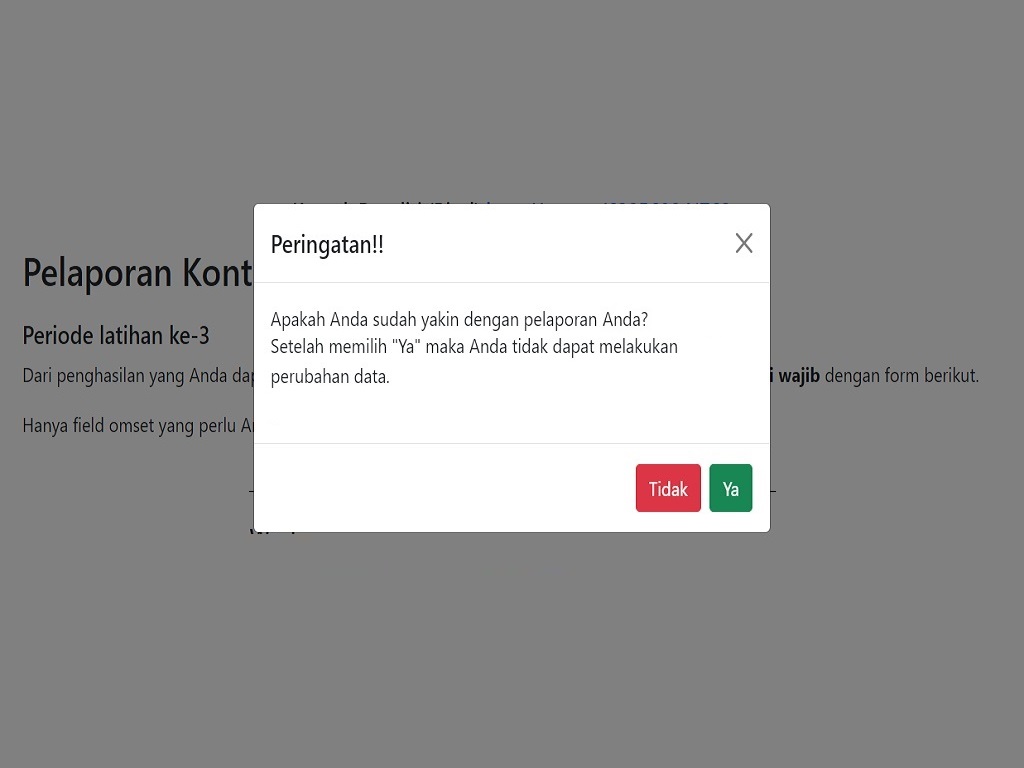 Peringatan!!
Pelaporan Kont
Apakah Anda sudah yakin dengan pelaporan Anda?
Periode latihan ke-3
Setelah memilih "Ya" maka Anda tidak dapat melakukan
perubahan data.
Dari penghasilan yang Anda dap
i wajib dengan form berikut.
Hanya field omset yang perlu
Tidak Ya